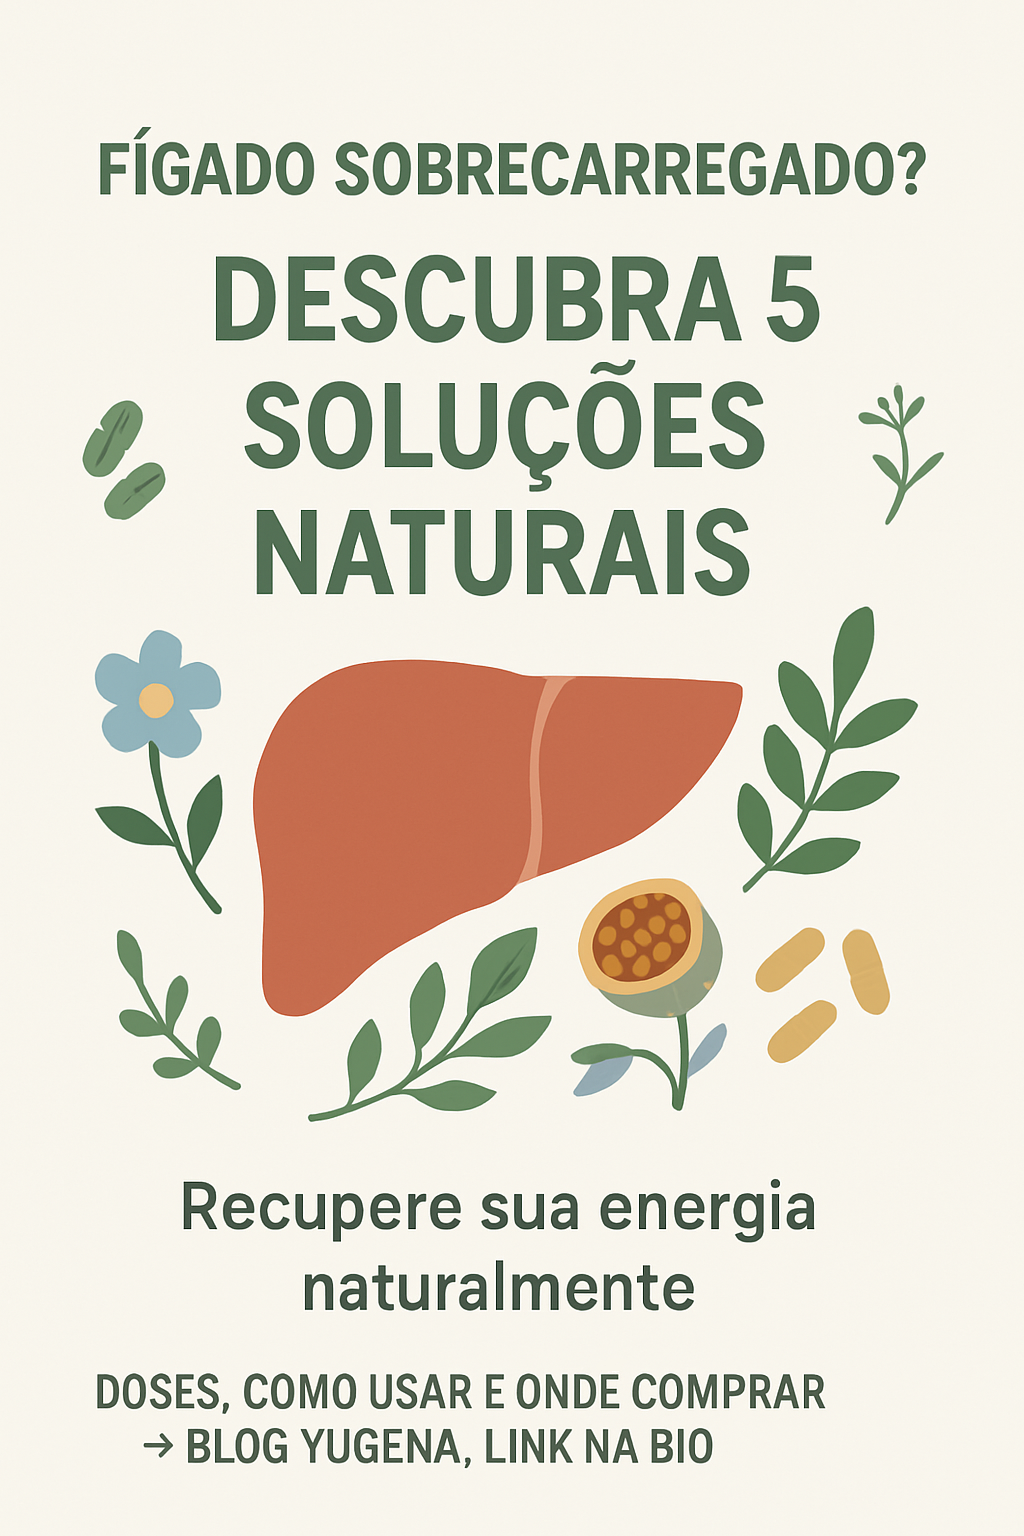 FÍGADO SOBRECARREGADO?
DESCUBRA 5
SOLUÇÕES
NATURAIS
Recupere sua energia
naturalmente
DOSES, COMO USAR E ONDE COMPRAR
→ BLOG YUGENA, LINK NA BIO